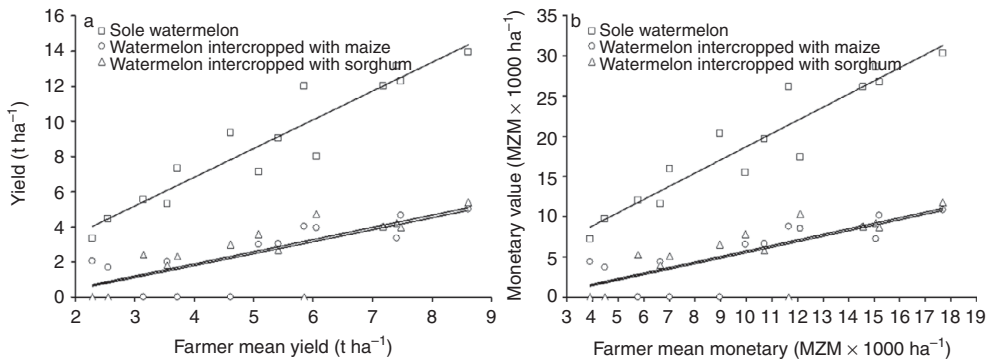 a
Sole watermelon
Watermelon intercropped with maize
Watermelon intercropped with sorghum
Yield (t ha⁻¹)
16
14
12
10
8
6
4
2
0
2 3 4 5 6 7 8 9
Farmer mean yield (t ha⁻¹)
b
Sole watermelon
Watermelon intercropped with maize
Watermelon intercropped with sorghum
Monetary value (MZM × 1000 ha⁻¹)
35
30
25
20
15
10
5
0
3 4 5 6 7 8 9 10 11 12 13 14 15 16 17 18 19
Farmer mean monetary (MZM × 1000 ha⁻¹)